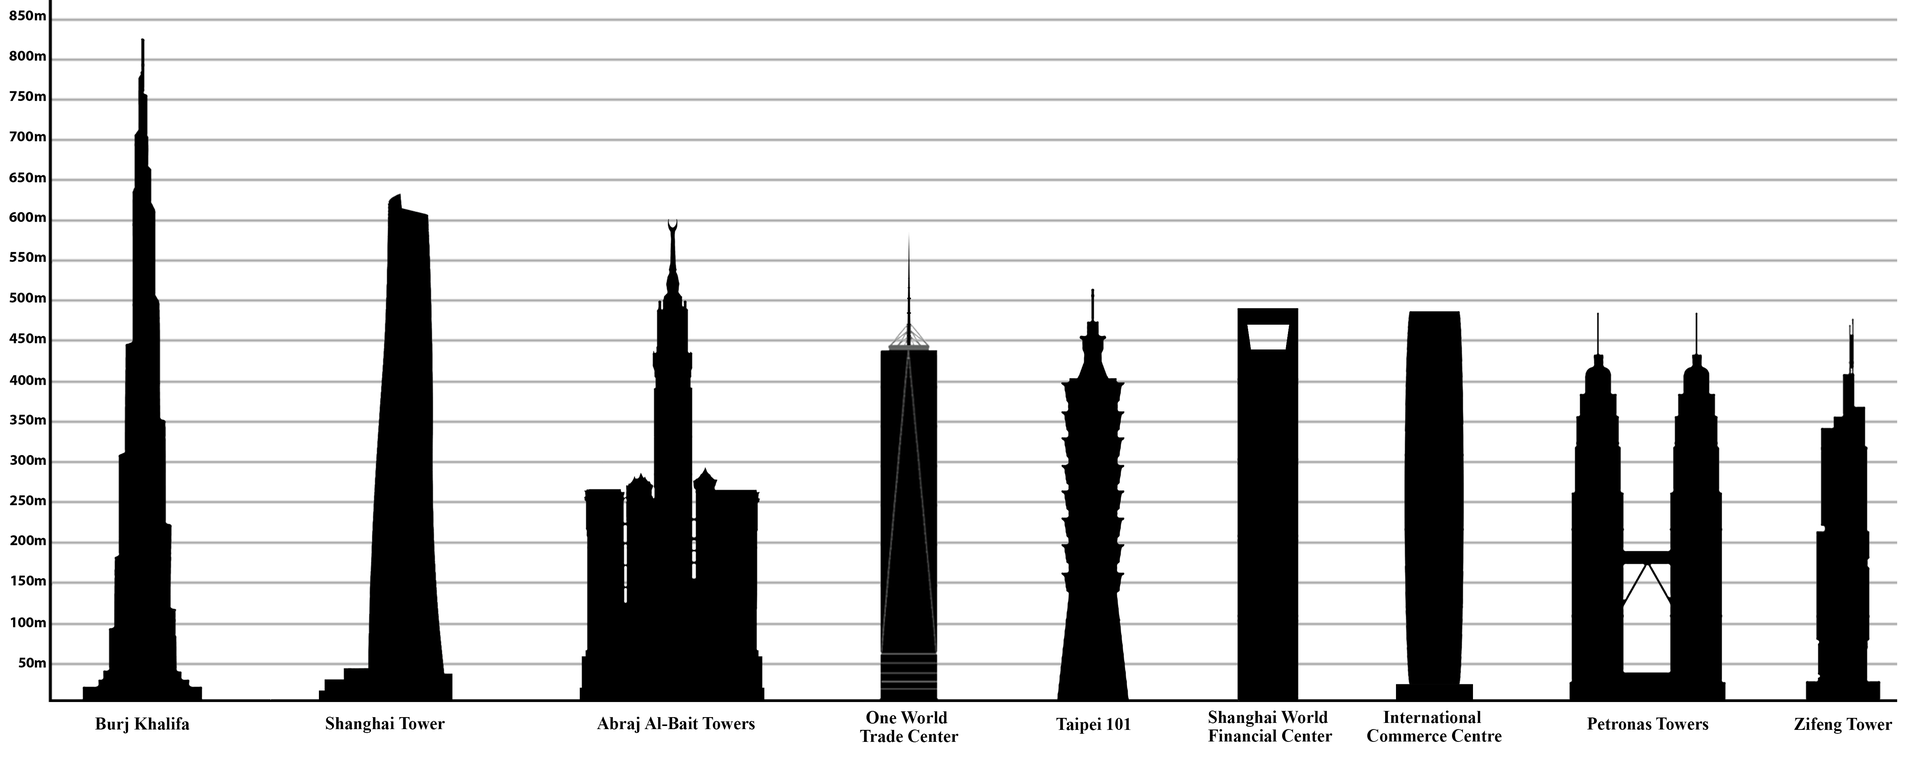 850m
800m
750m
700m
650m
600m
550m
500m
450m
400m
350m
300m
250m
200m
150m
100m
50m
Burj Khalifa
Shanghai Tower
Abraj Al-Bait Towers
One World
Trade Center
Taipei 101
Shanghai World
Financial Center
International
Commerce Centre
Petronas Towers
Zifeng Tower